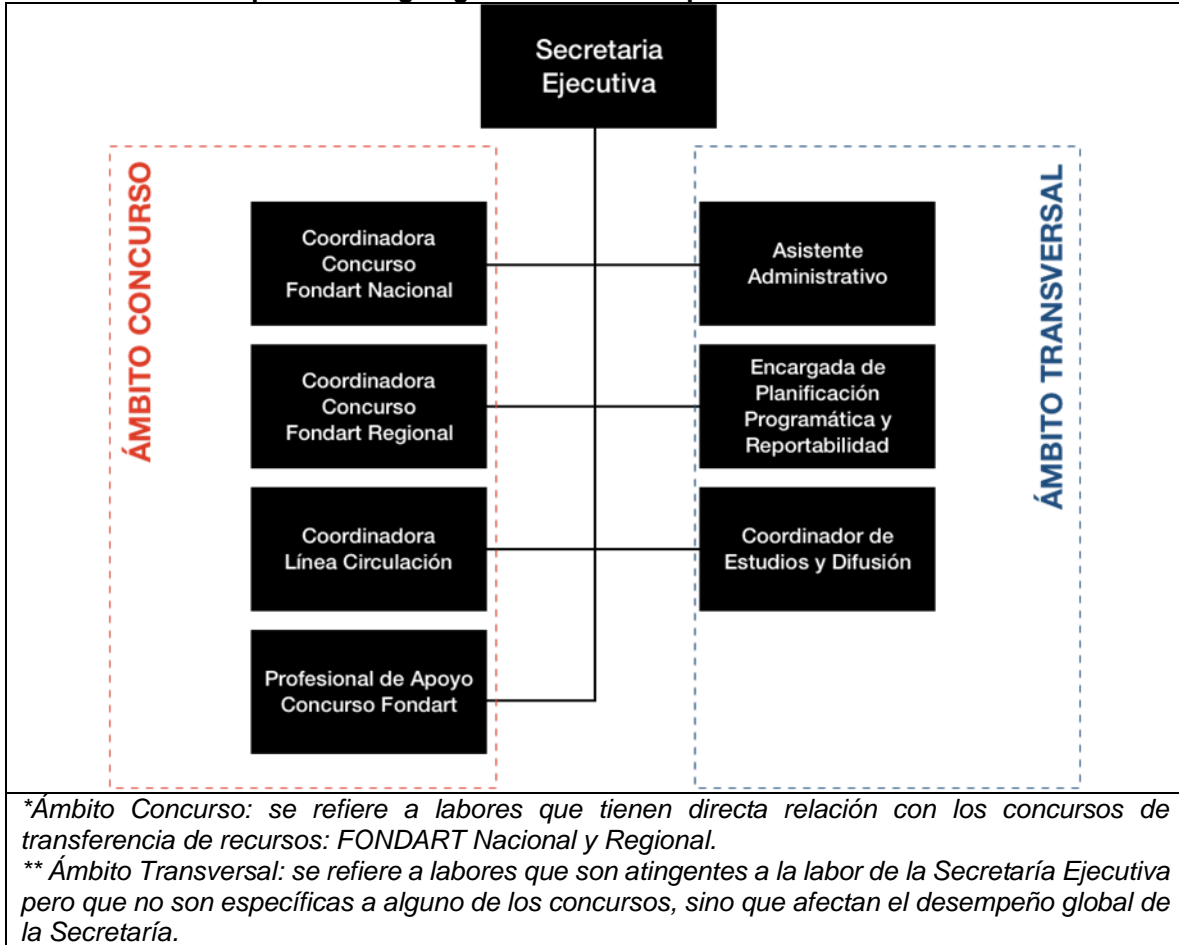 Secretaria
Ejecutiva
ÁMBITO CONCURSO
Coordinadora
Concurso
Fondart Nacional
Coordinadora
Concurso
Fondart Regional
Coordinadora
Línea Circulación
Profesional de Apoyo
Concurso Fondart
Asistente
Administrativo
Encargada de
Planificación
Programática y
Reportabilidad
Coordinador de
Estudios y Difusión
ÁMBITO TRANSVERSAL
*Ámbito Concurso: se refiere a labores que tienen directa relación con los concursos de
transferencia de recursos: FONDART Nacional y Regional.
** Ámbito Transversal: se refiere a labores que son atingentes a la labor de la Secretaría Ejecutiva
pero que no son específicas a alguno de los concursos, sino que afectan el desempeño global de
la Secretaría.